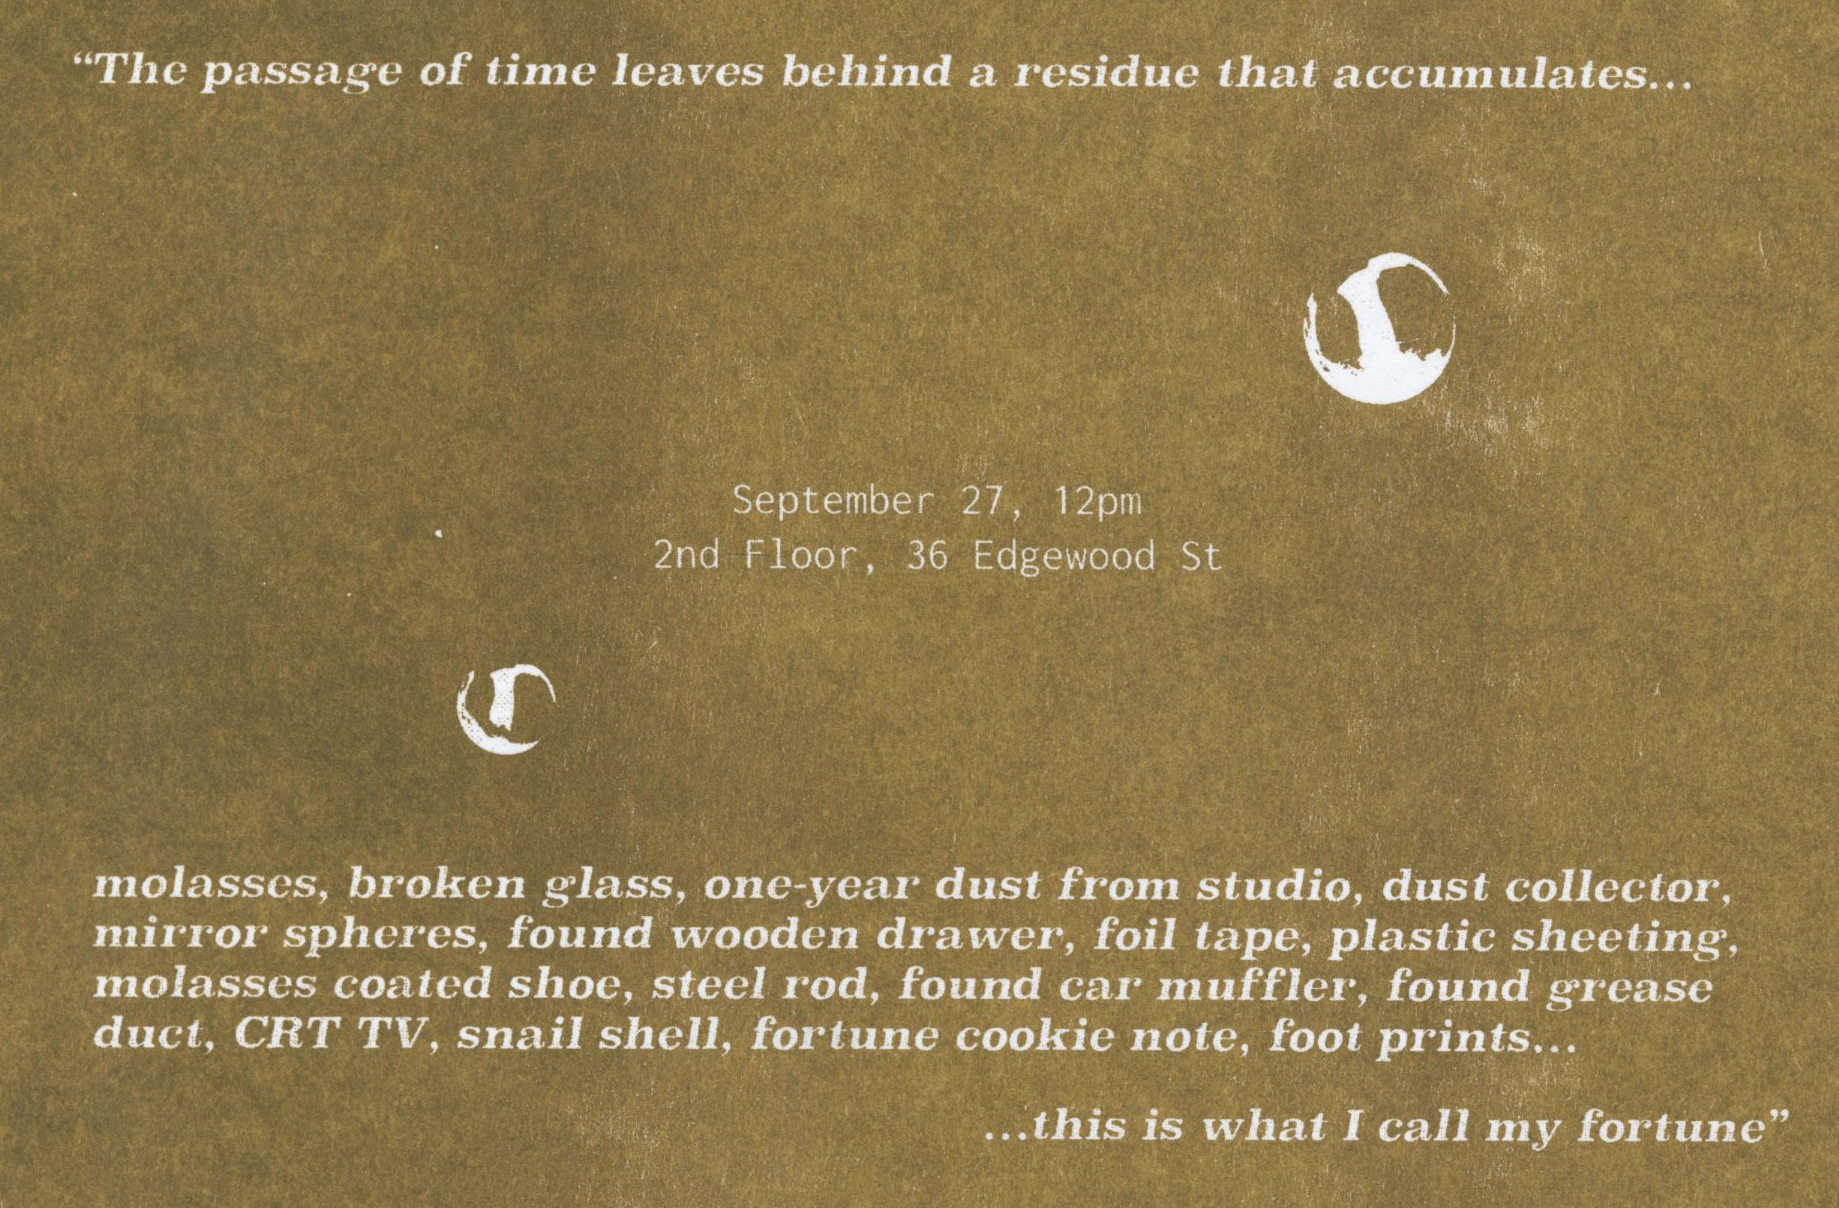 “The passage of time leaves behind a residue that accumulates...
September 27, 12pm
2nd Floor, 36 Edgewood St
molasses, broken glass, one-year dust from studio, dust collector,
mirror spheres, found wooden drawer, foil tape, plastic sheeting,
molasses coated shoe, steel rod, found car muffler, found grease
duct, CRT TV, snail shell, fortune cookie note, foot prints...
...this is what I call my fortune”